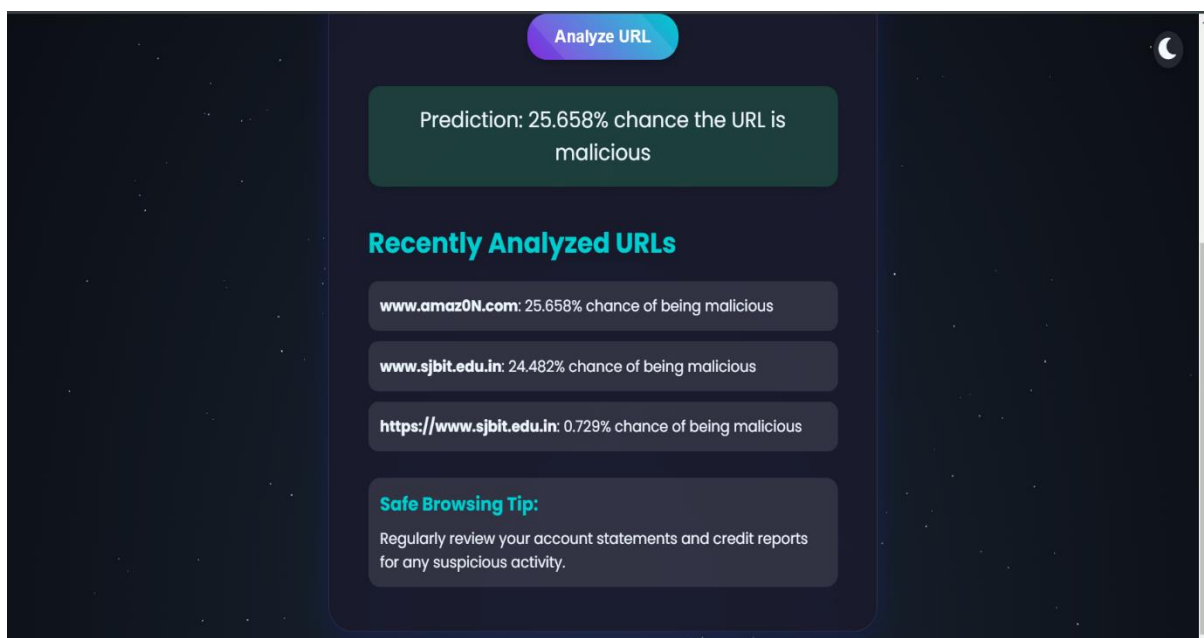 Analyze URL
Prediction: 25.658% chance the URL is
malicious
Recently Analyzed URLs
www.amaz0N.com: 25.658% chance of being malicious
www.sjbit.edu.in: 24.482% chance of being malicious
https://www.sjbit.edu.in: 0.729% chance of being malicious
Safe Browsing Tip:
Regularly review your account statements and credit reports
for any suspicious activity.